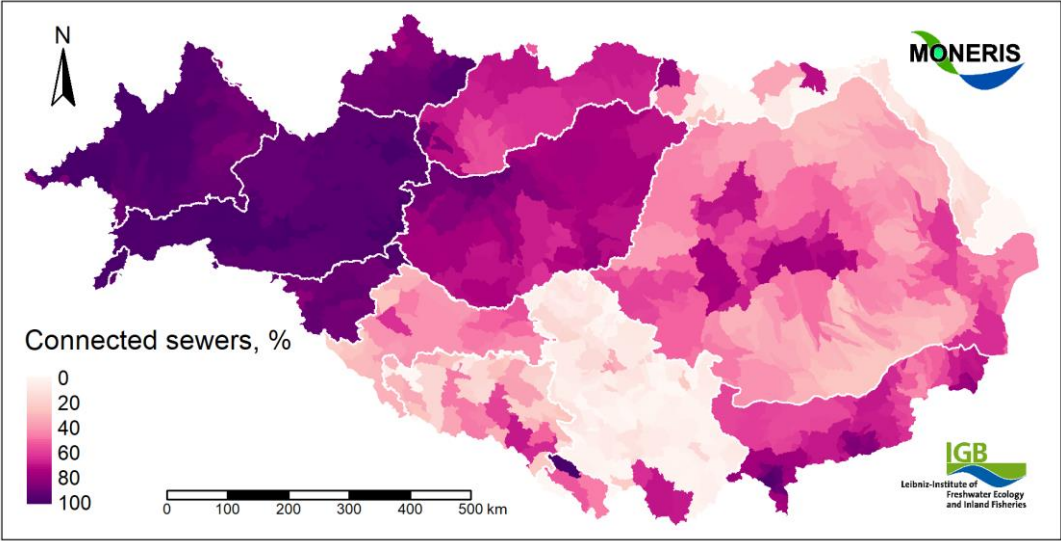 N
MONERIS
Connected sewers, %
0
20
40
60
80
100
0 100 200 300 400 500 km
IGB
Leibniz-Institute of
Freshwater Ecology
and Inland Fisheries